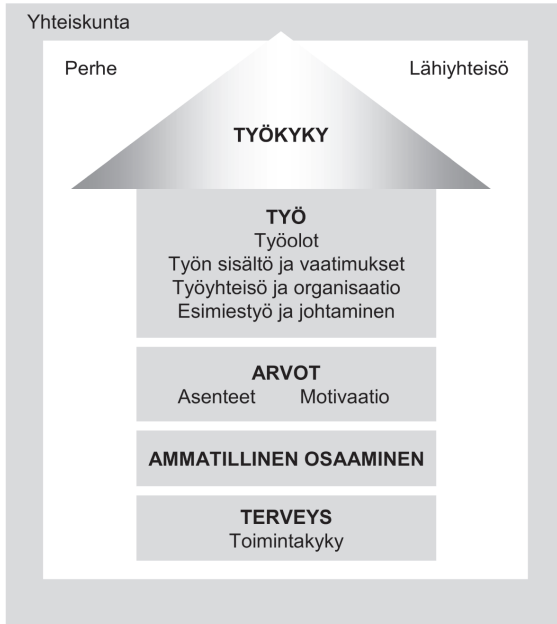 Yhteiskunta
Perhe Lähiyhteisö
TYÖKYKY
TYÖ
Työolot
Työn sisältö ja vaatimukset
Työyhteisö ja organisaatio
Esimiestyö ja johtaminen
ARVOT
Asenteet Motivaatio
AMMATILLINEN OSAAMINEN
TERVEYS
Toimintakyky